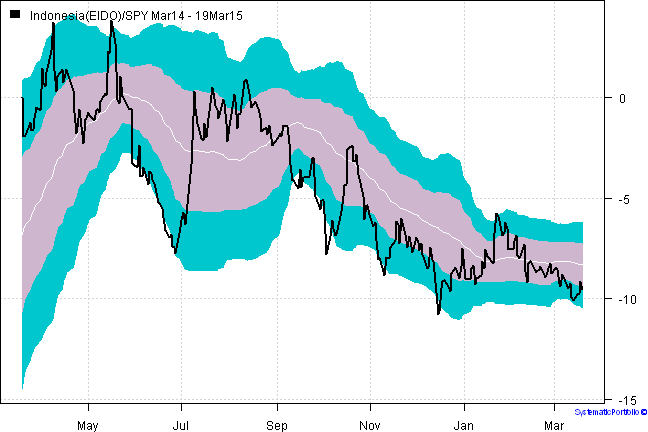 Indonesia(EIDO)/SPY Mar14 - 19Mar15
0
-5
-10
-15
SystematicPortfolio ©
May Jul Sep Nov Jan Mar